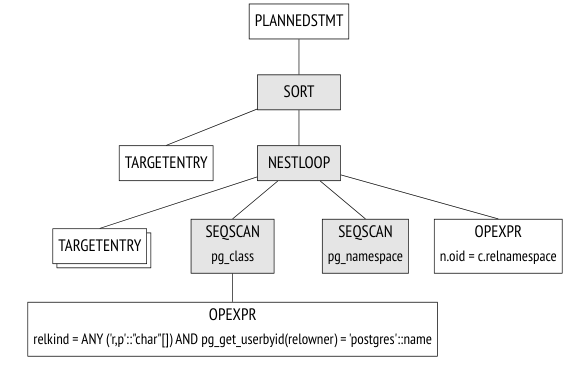 PLANNEDSTMT
SORT
TARGETENTRY
NESTLOOP
TARGETENTRY
SEQSCAN
pg_class
SEQSCAN
pg_namespace
OPEXPR
n.oid = c.relnamespace
OPEXPR
relkind = ANY ('r,p'::"char"[]) AND pg_get_userbyid(relowner) = 'postgres'::name